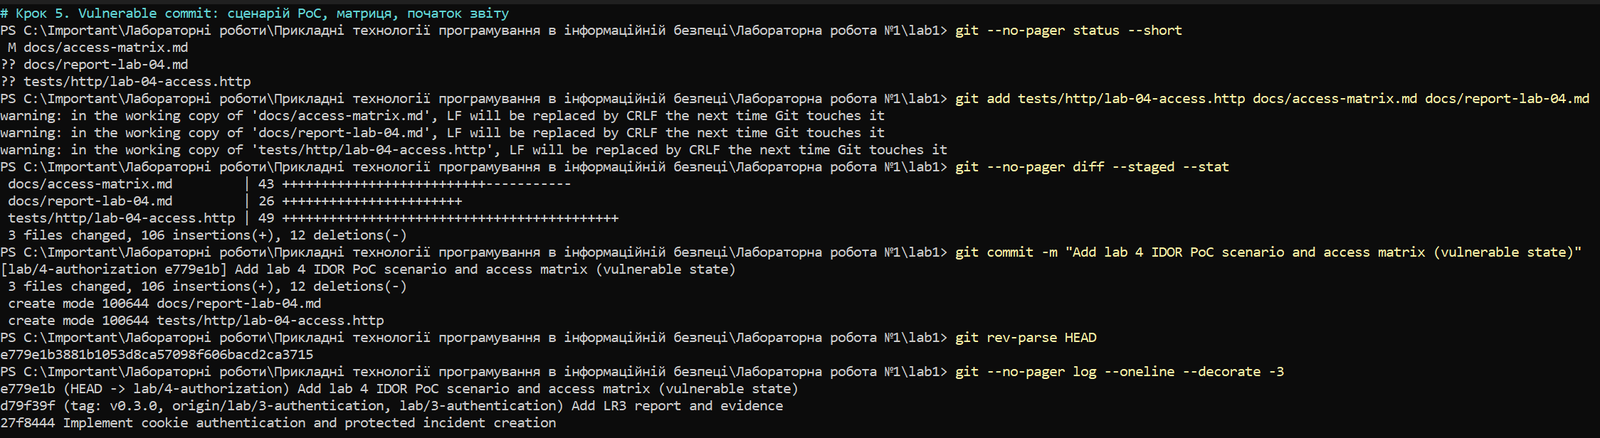 # Крок 5. Vulnerable commit: сценарій PoC, матриця, початок звіту
PS C:\Important\Лабораторні роботи\Прикладні технології програмування в інформаційній безпеці\Лабораторна робота №1\lab1> git --no-pager status --short
 M docs/access-matrix.md
?? docs/report-lab-04.md
?? tests/http/lab-04-access.http
PS C:\Important\Лабораторні роботи\Прикладні технології програмування в інформаційній безпеці\Лабораторна робота №1\lab1> git add tests/http/lab-04-access.http docs/access-matrix.md docs/report-lab-04.md
warning: in the working copy of 'docs/access-matrix.md', LF will be replaced by CRLF the next time Git touches it
warning: in the working copy of 'docs/report-lab-04.md', LF will be replaced by CRLF the next time Git touches it
warning: in the working copy of 'tests/http/lab-04-access.http', LF will be replaced by CRLF the next time Git touches it
PS C:\Important\Лабораторні роботи\Прикладні технології програмування в інформаційній безпеці\Лабораторна робота №1\lab1> git --no-pager diff --staged --stat
 docs/access-matrix.md         | 43 ++++++++++++++++++++++++++-----------
 docs/report-lab-04.md         | 26 +++++++++++++++++++++++
 tests/http/lab-04-access.http | 49 +++++++++++++++++++++++++++++++++++++++++++
 3 files changed, 106 insertions(+), 12 deletions(-)
PS C:\Important\Лабораторні роботи\Прикладні технології програмування в інформаційній безпеці\Лабораторна робота №1\lab1> git commit -m "Add lab 4 IDOR PoC scenario and access matrix (vulnerable state)"
[lab/4-authorization e779e1b] Add lab 4 IDOR PoC scenario and access matrix (vulnerable state)
 3 files changed, 106 insertions(+), 12 deletions(-)
 create mode 100644 docs/report-lab-04.md
 create mode 100644 tests/http/lab-04-access.http
PS C:\Important\Лабораторні роботи\Прикладні технології програмування в інформаційній безпеці\Лабораторна робота №1\lab1> git rev-parse HEAD
e779e1b3881b1053d8ca57098f606bacd2ca3715
PS C:\Important\Лабораторні роботи\Прикладні технології програмування в інформаційній безпеці\Лабораторна робота №1\lab1> git --no-pager log --oneline --decorate -3
e779e1b (HEAD -> lab/4-authorization) Add lab 4 IDOR PoC scenario and access matrix (vulnerable state)
d79f39f (tag: v0.3.0, origin/lab/3-authentication, lab/3-authentication) Add LR3 report and evidence
27f8444 Implement cookie authentication and protected incident creation